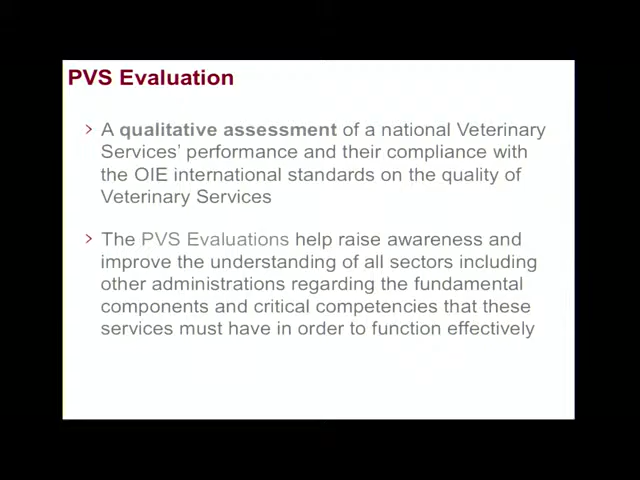 PVS Evaluation
> A qualitative assessment of a national Veterinary
Services' performance and their compliance with
the OIE international standards on the quality of
Veterinary Services
> The PVS Evaluations help raise awareness and
improve the understanding of all sectors including
other administrations regarding the fundamental
components and critical competencies that these
services must have in order to function effectively